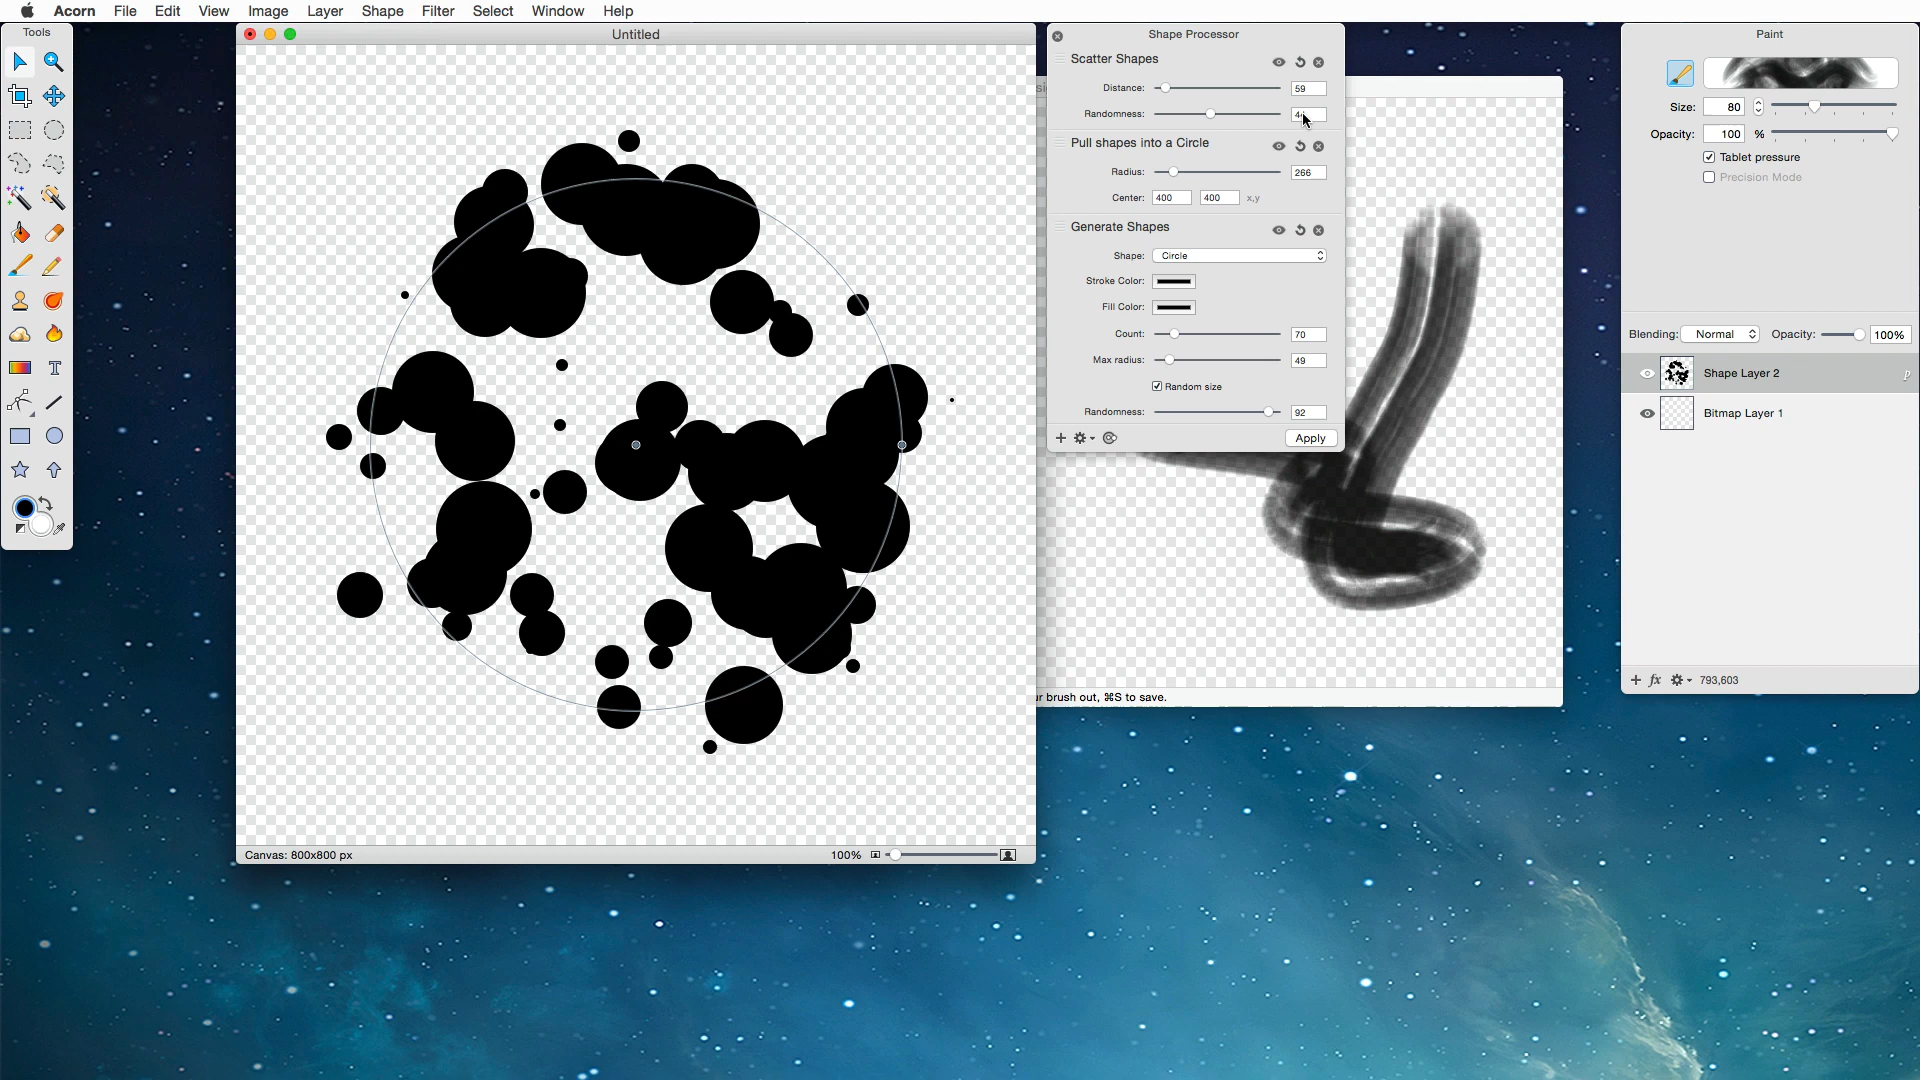 Acorn File Edit View Image Layer Shape Filter Select Window Help
Tools
T
Untitled
Canvas: 800x800 px
100%
Shape Processor
Scatter Shapes
Distance: 59
Randomness:
Pull shapes into a Circle
Radius: 266
Center: 400 400 x,y
Generate Shapes
Shape: Circle
Stroke Color:
Fill Color:
Count: 70
Max radius: 49
Random size
Randomness: 92
Apply
brush out, ⌘S to save.
Paint
Size: 80
Opacity: 100 %
Tablet pressure
Precision Mode
Blending: Normal Opacity: 100%
Shape Layer 2 p
Bitmap Layer 1
fx 793,603